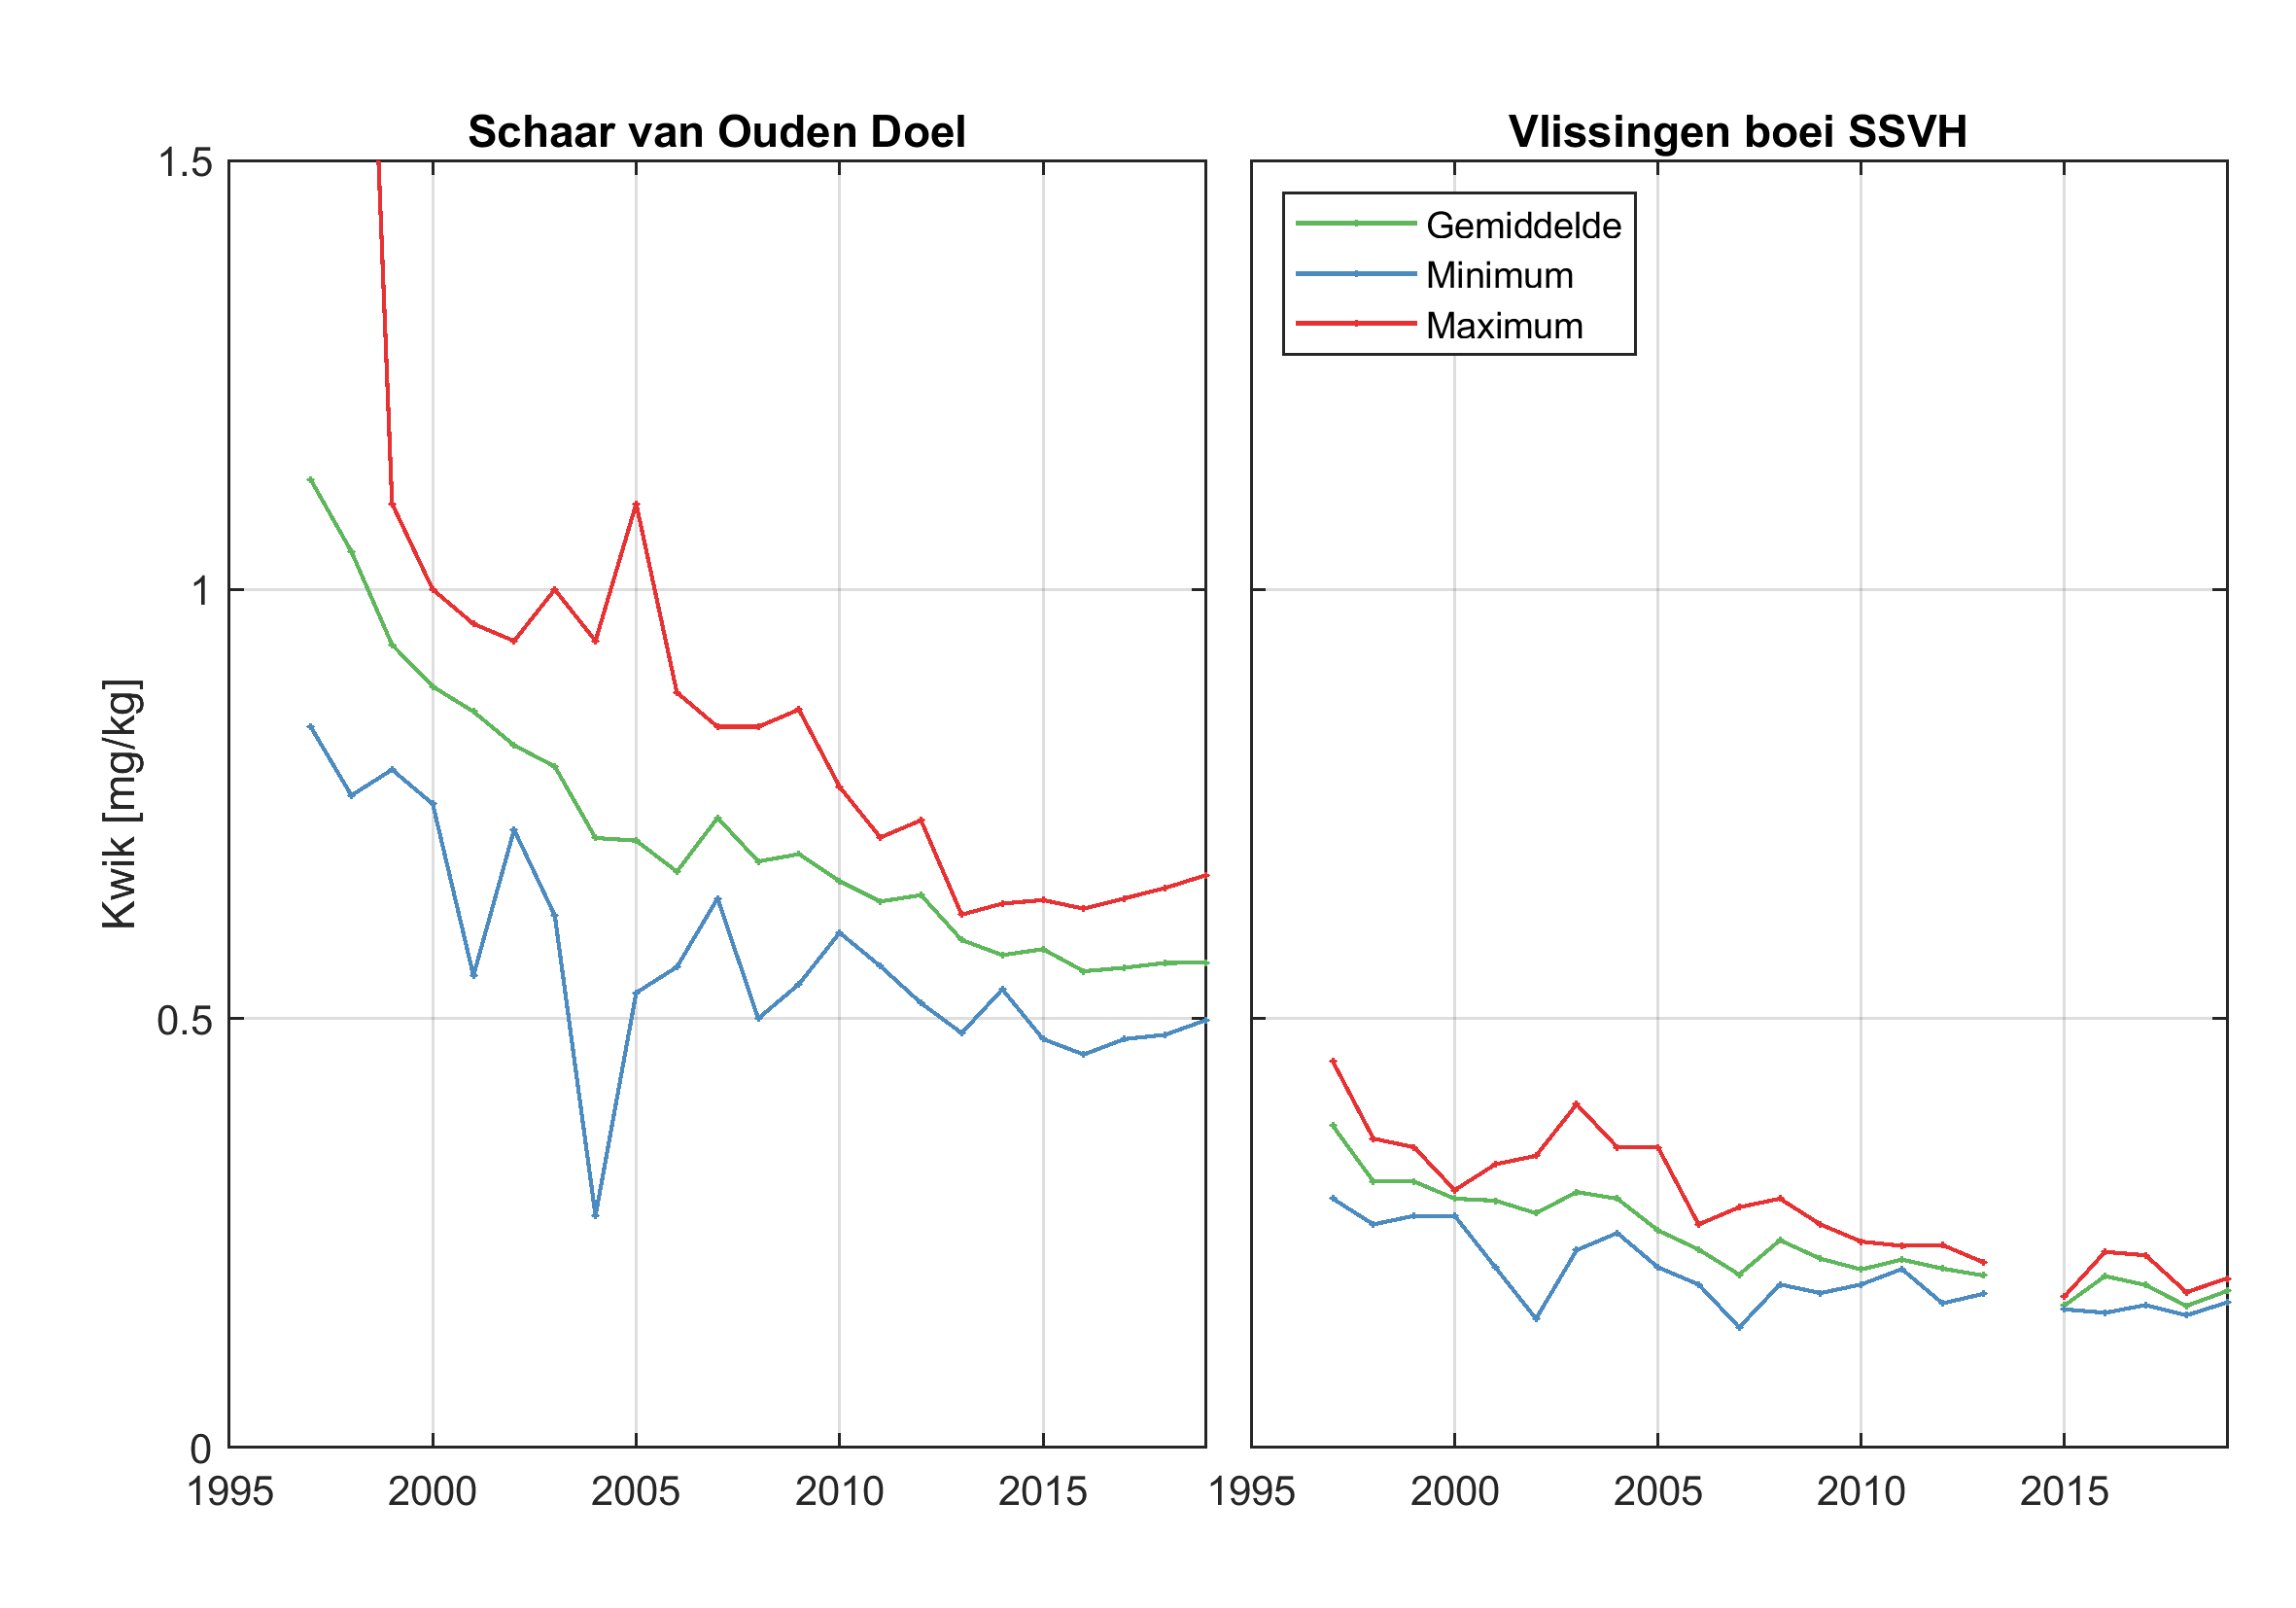 Schaar van Ouden Doel
Vlissingen boei SSVH
Kwik [mg/kg]
1.5
1
0.5
0
Gemiddelde
Minimum
Maximum
1995 2000 2005 2010 2015
1995 2000 2005 2010 2015